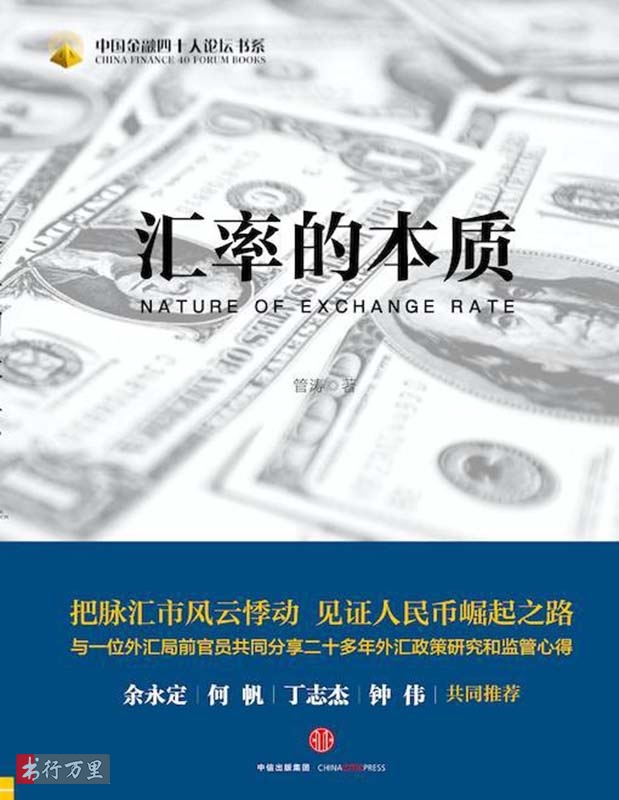 中国金融四十人论坛书系
CHINA FINANCE 40 FORUM BOOKS
汇率的本质
NATURE OF EXCHANGE RATE
管涛◎著
把脉汇市风云悸动 见证人民币崛起之路
与一位外汇局前官员共同分享二十多年外汇政策研究和监管心得
余永定|何 帆|丁志杰|钟 伟|共同推荐
中信出版集团 CHINA CITIC PRESS
书行万里